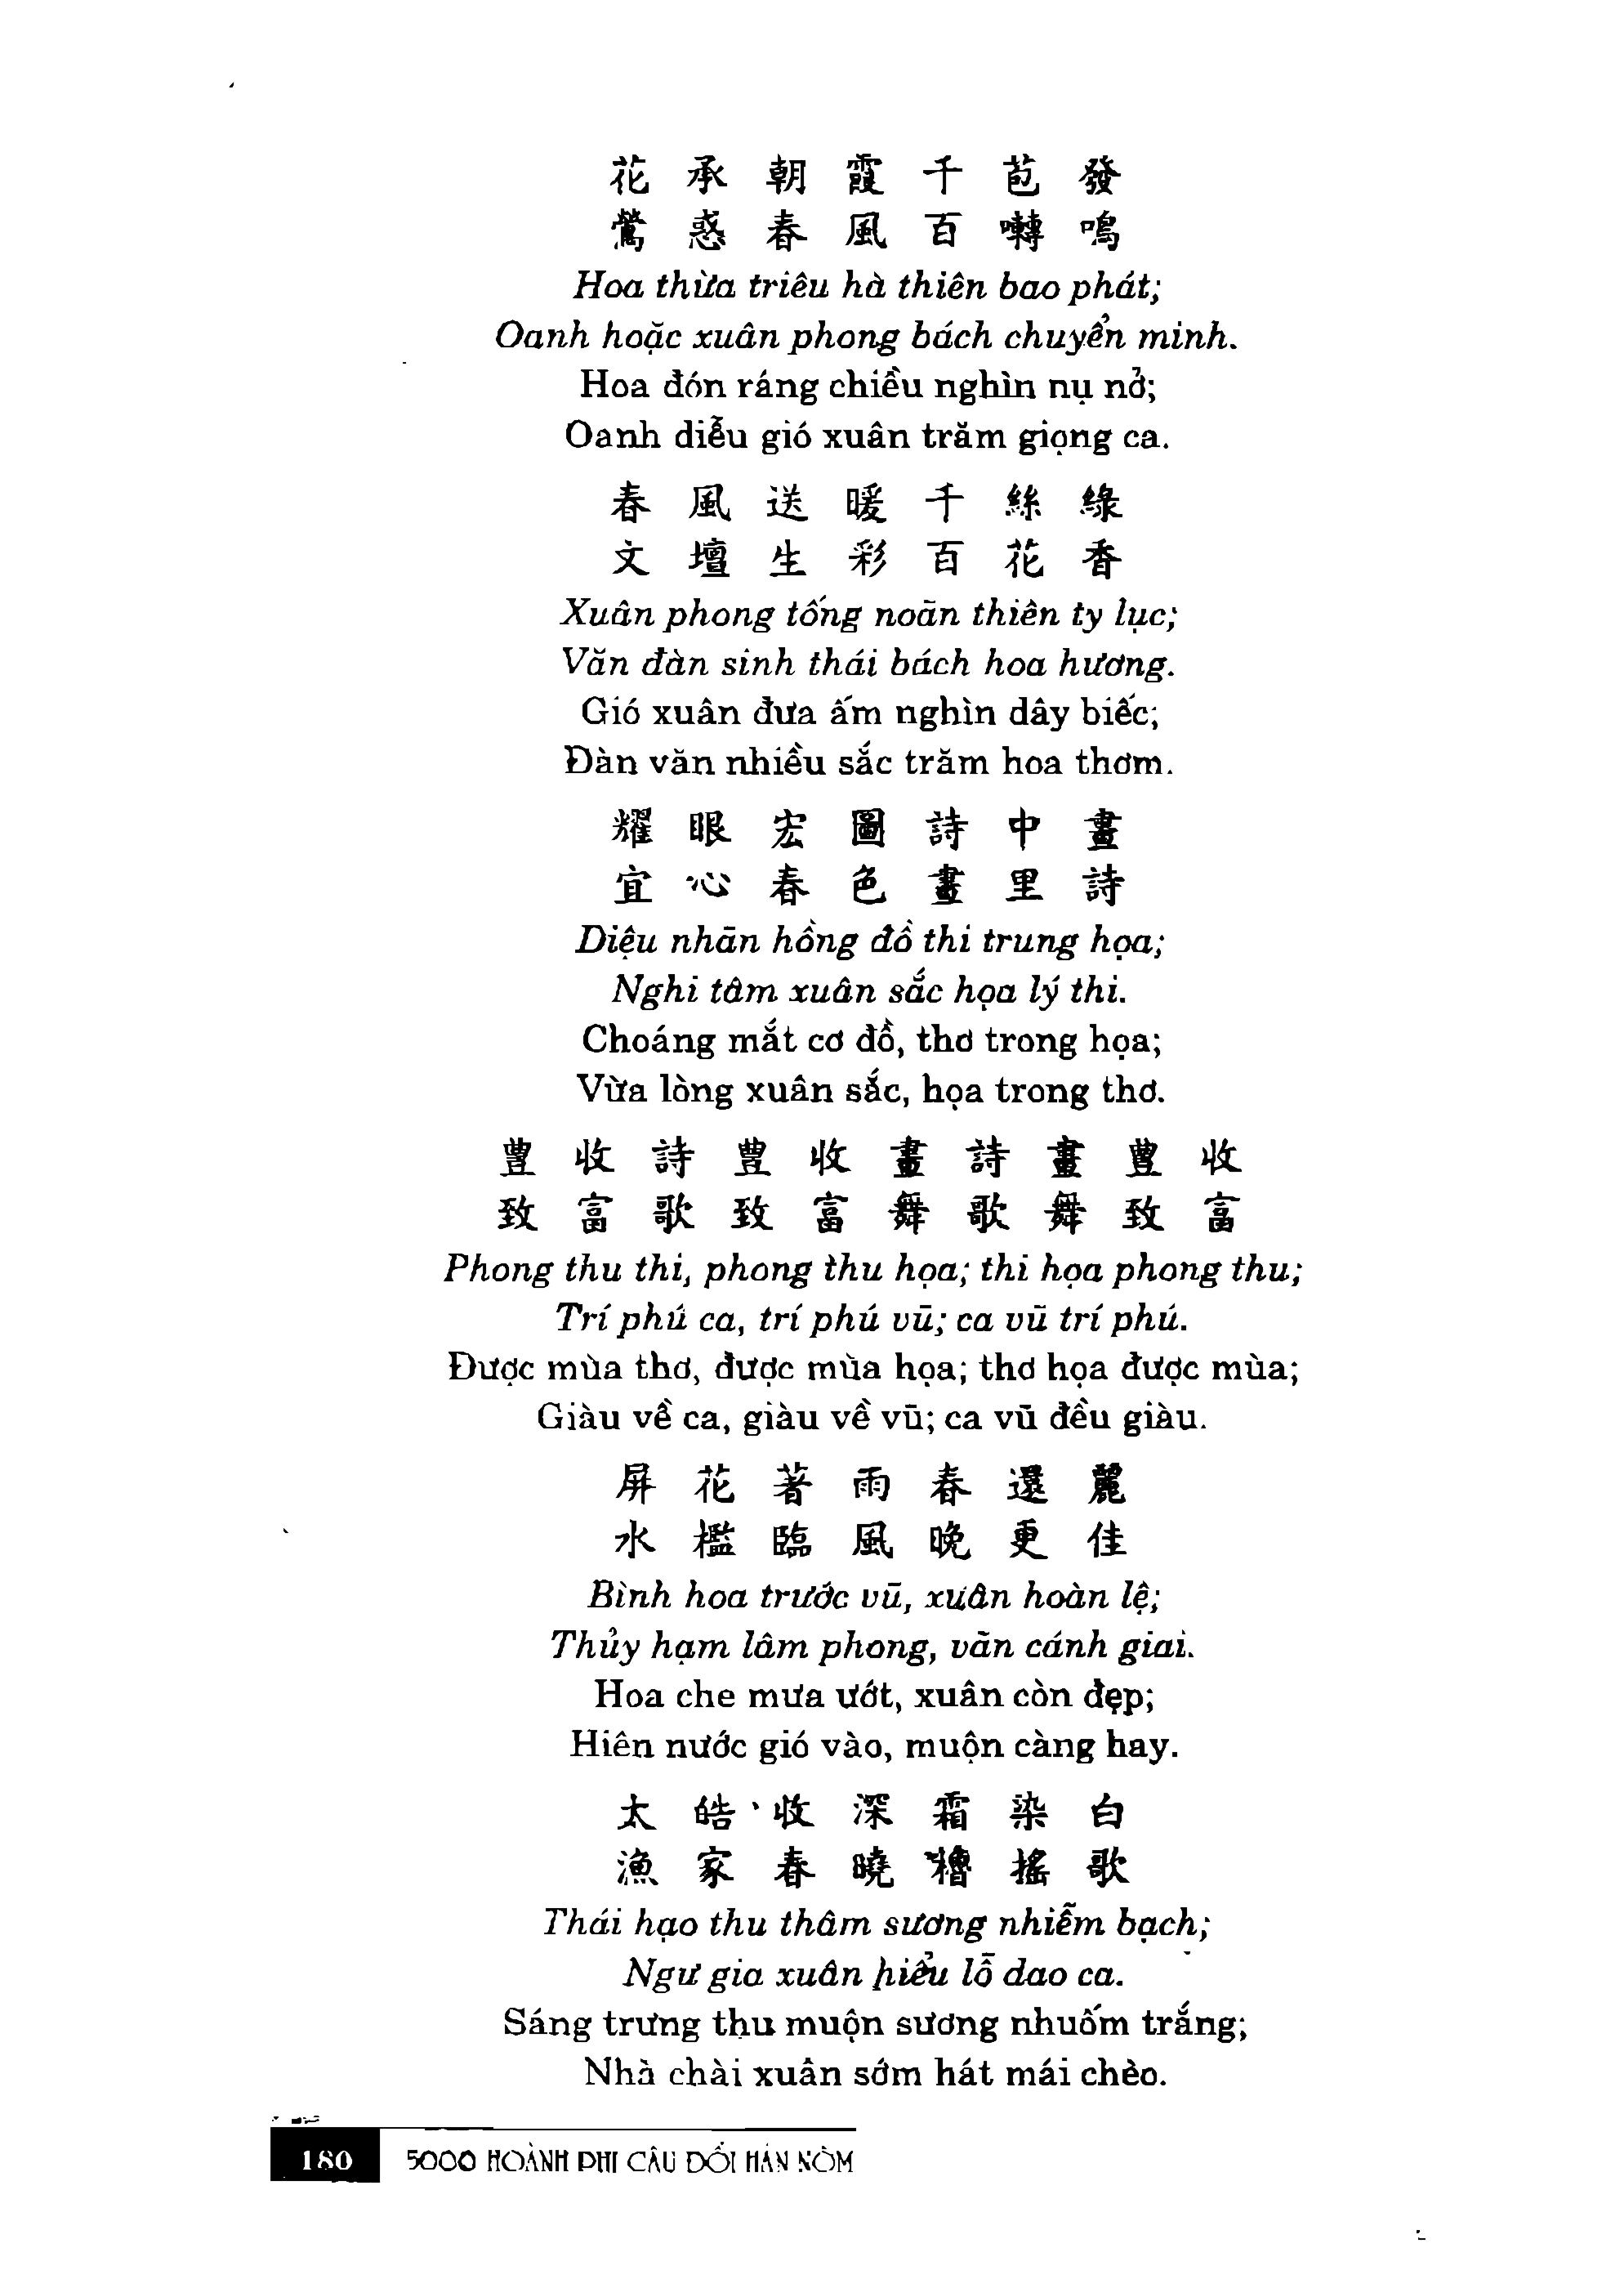 花承朝霞千苞發
鶯惑春風百囀鳴
Hoa thừa triêu hà thiên bao phát;
Oanh hoặc xuân phong bách chuyển minh.
Hoa đón ráng chiều nghìn nụ nở;
Oanh diễu gió xuân trăm giọng ca.
春風送暖千絲綠
文壇生彩百花香
Xuân phong tống noãn thiên ty lục;
Văn đàn sinh thái bách hoa hương.
Gió xuân đưa ấm nghìn dây biếc;
Đàn văn nhiều sắc trăm hoa thơm.
耀眼宏圖詩中畫
宜心春色畫里詩
Diệu nhãn hồng đồ thi trung họa;
Nghi tâm xuân sắc họa lý thi.
Choáng mắt cơ đồ, thơ trong họa;
Vừa lòng xuân sắc, họa trong thơ.
豐收詩豐收畫詩畫豐收
致富歌致富舞歌舞致富
Phong thu thi, phong thu họa; thi họa phong thu;
Trí phú ca, trí phú vũ; ca vũ trí phú.
Được mùa thơ, được mùa họa; thơ họa được mùa;
Giàu về ca, giàu về vũ; ca vũ đều giàu.
屏花著雨春還麗
水檻臨風晚更佳
Bình hoa trước vũ, xuân hoàn lệ;
Thủy hạm lâm phong, vãn cánh giai.
Hoa che mưa ướt, xuân còn đẹp;
Hiên nước gió vào, muộn càng hay.
太皓收深霜染白
漁家春曉櫓搖歌
Thái hạo thu thâm sương nhiễm bạch;
Ngư gia xuân hiểu lỗ dao ca.
Sáng trưng thu muộn sương nhuốm trắng;
Nhà chài xuân sớm hát mái chèo.
180 5000 HOÀNH PHI CÂU ĐỐI HÁN NÔM